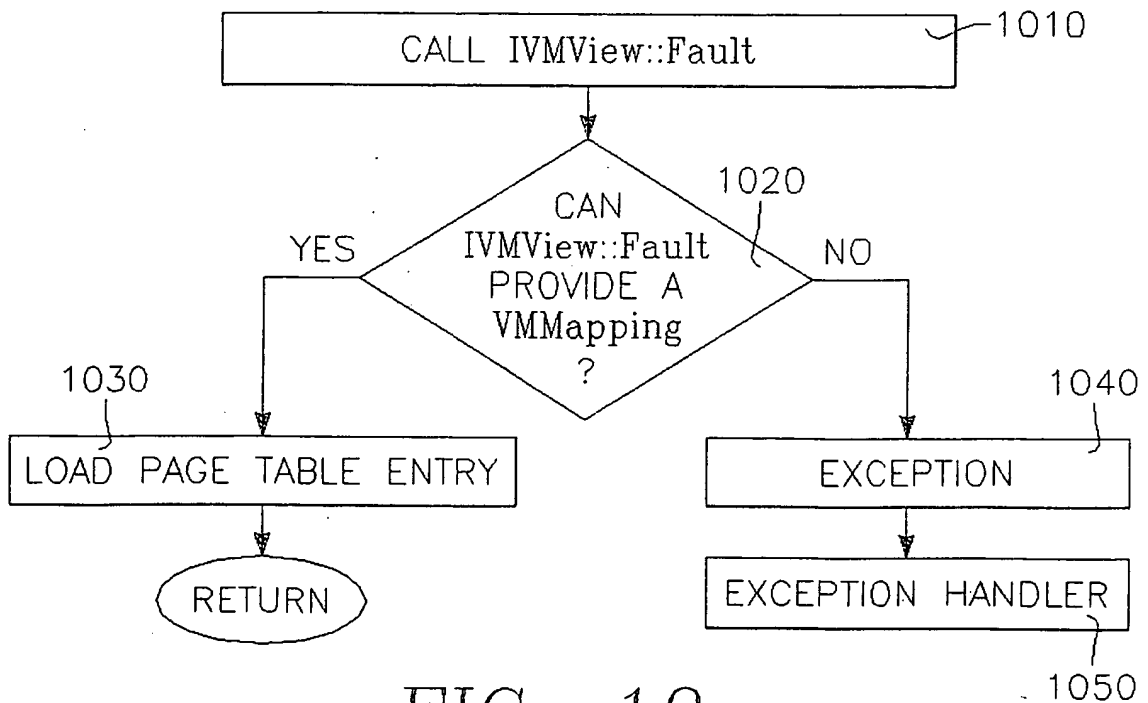 1010
CALL IVMView::Fault
1020
CAN
IVMView::Fault
PROVIDE A
VMMapping
?
YES
NO
1030
1040
LOAD PAGE TABLE ENTRY
EXCEPTION
RETURN
EXCEPTION HANDLER
1050
FIG.